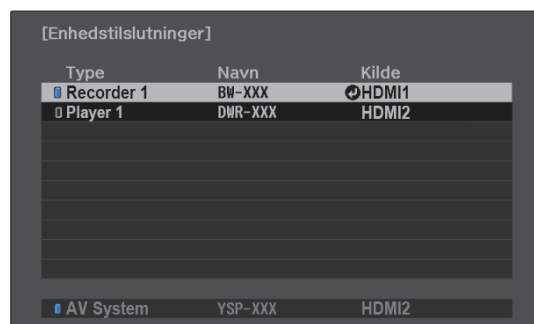 [Enhedstilslutninger]
Type Navn Kilde
Recorder 1 BW-XXX HDMI1
Player 1 DWR-XXX HDMI2
AV System YSP-XXX HDMI2